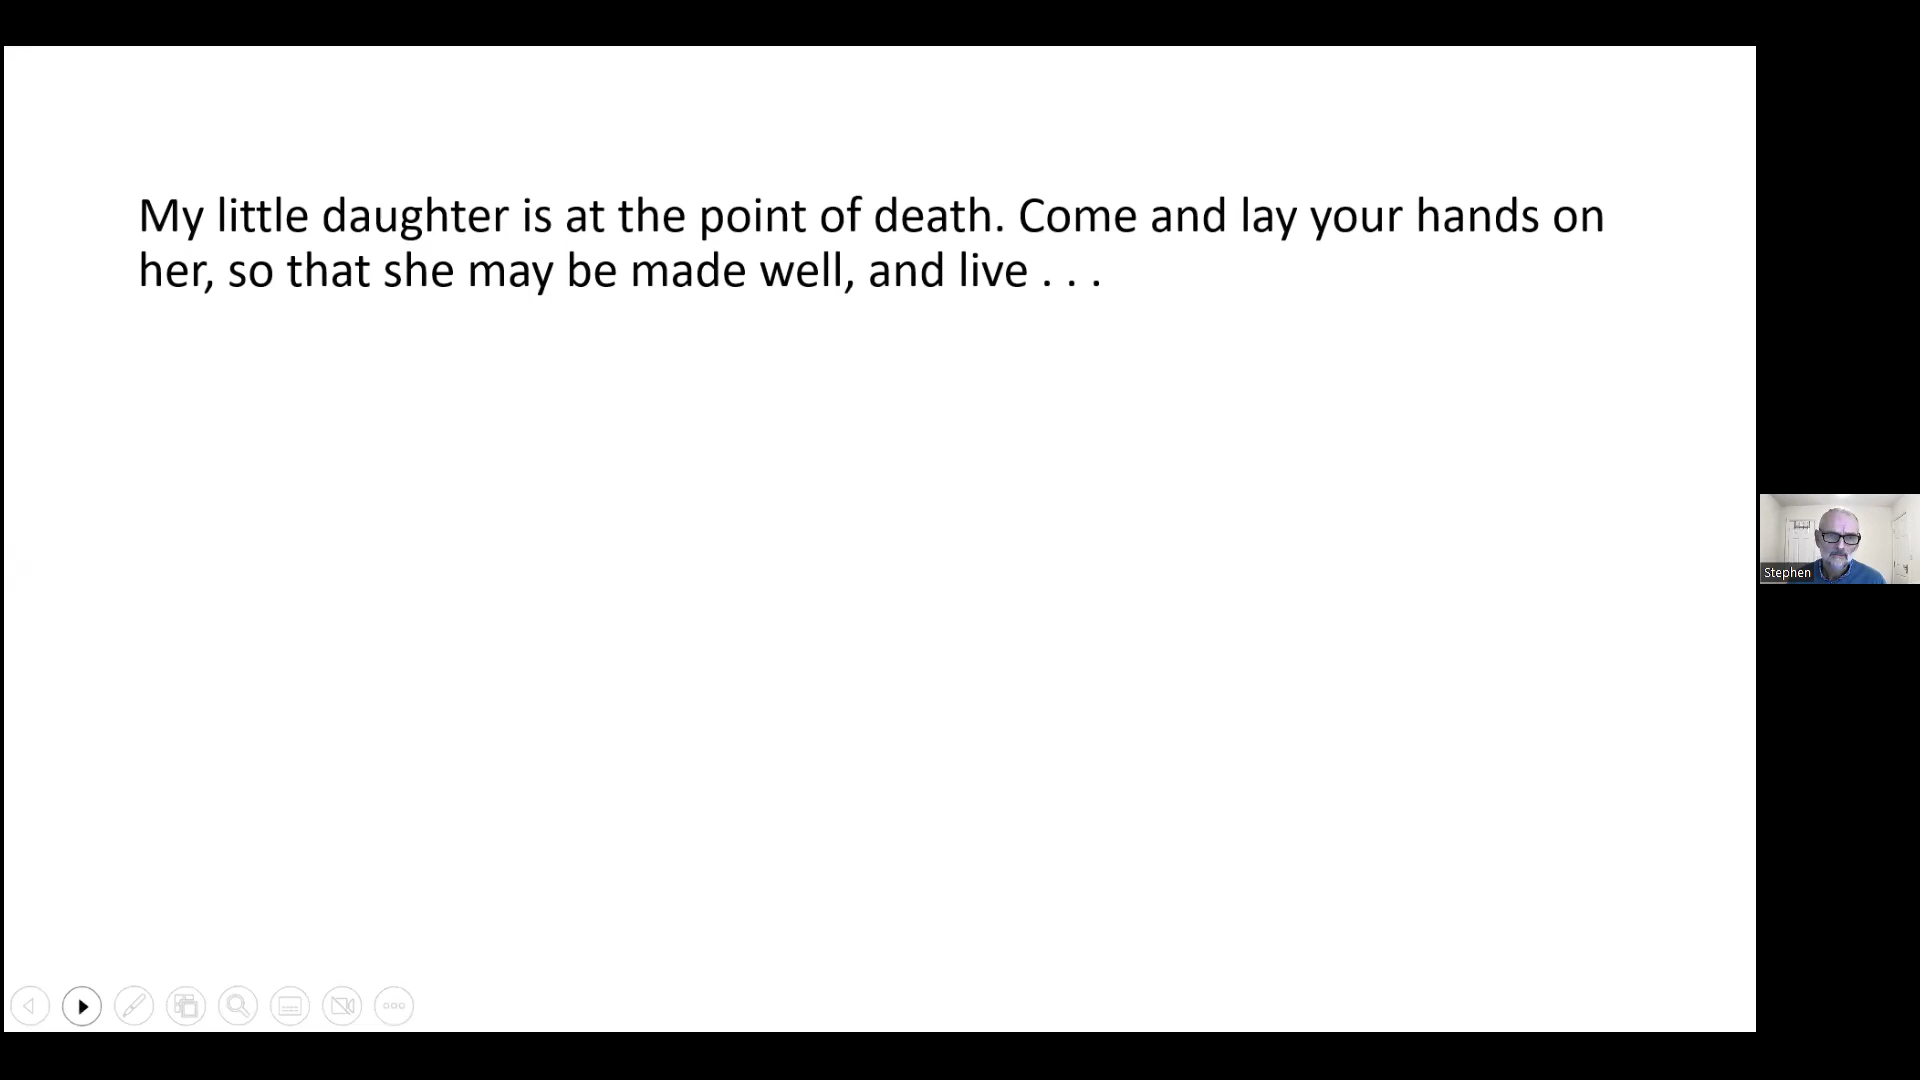 My little daughter is at the point of death. Come and lay your hands on
her, so that she may be made well, and live . . .
Stephen